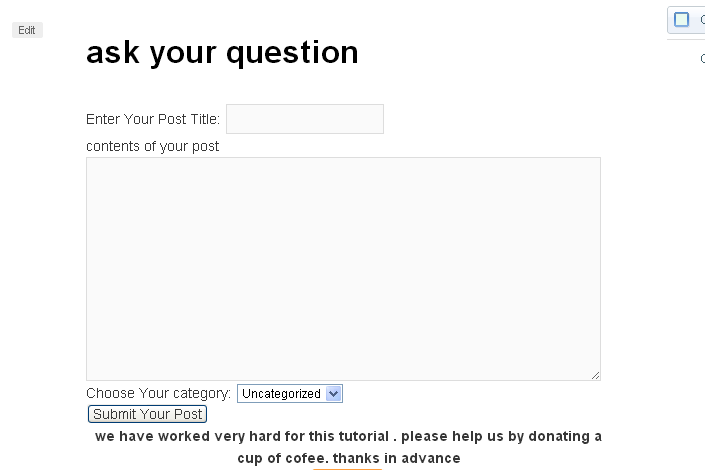 Edit
ask your question
Enter Your Post Title:
contents of your post
Choose Your category: Uncategorized
Submit Your Post
we have worked very hard for this tutorial . please help us by donating a
cup of cofee. thanks in advance